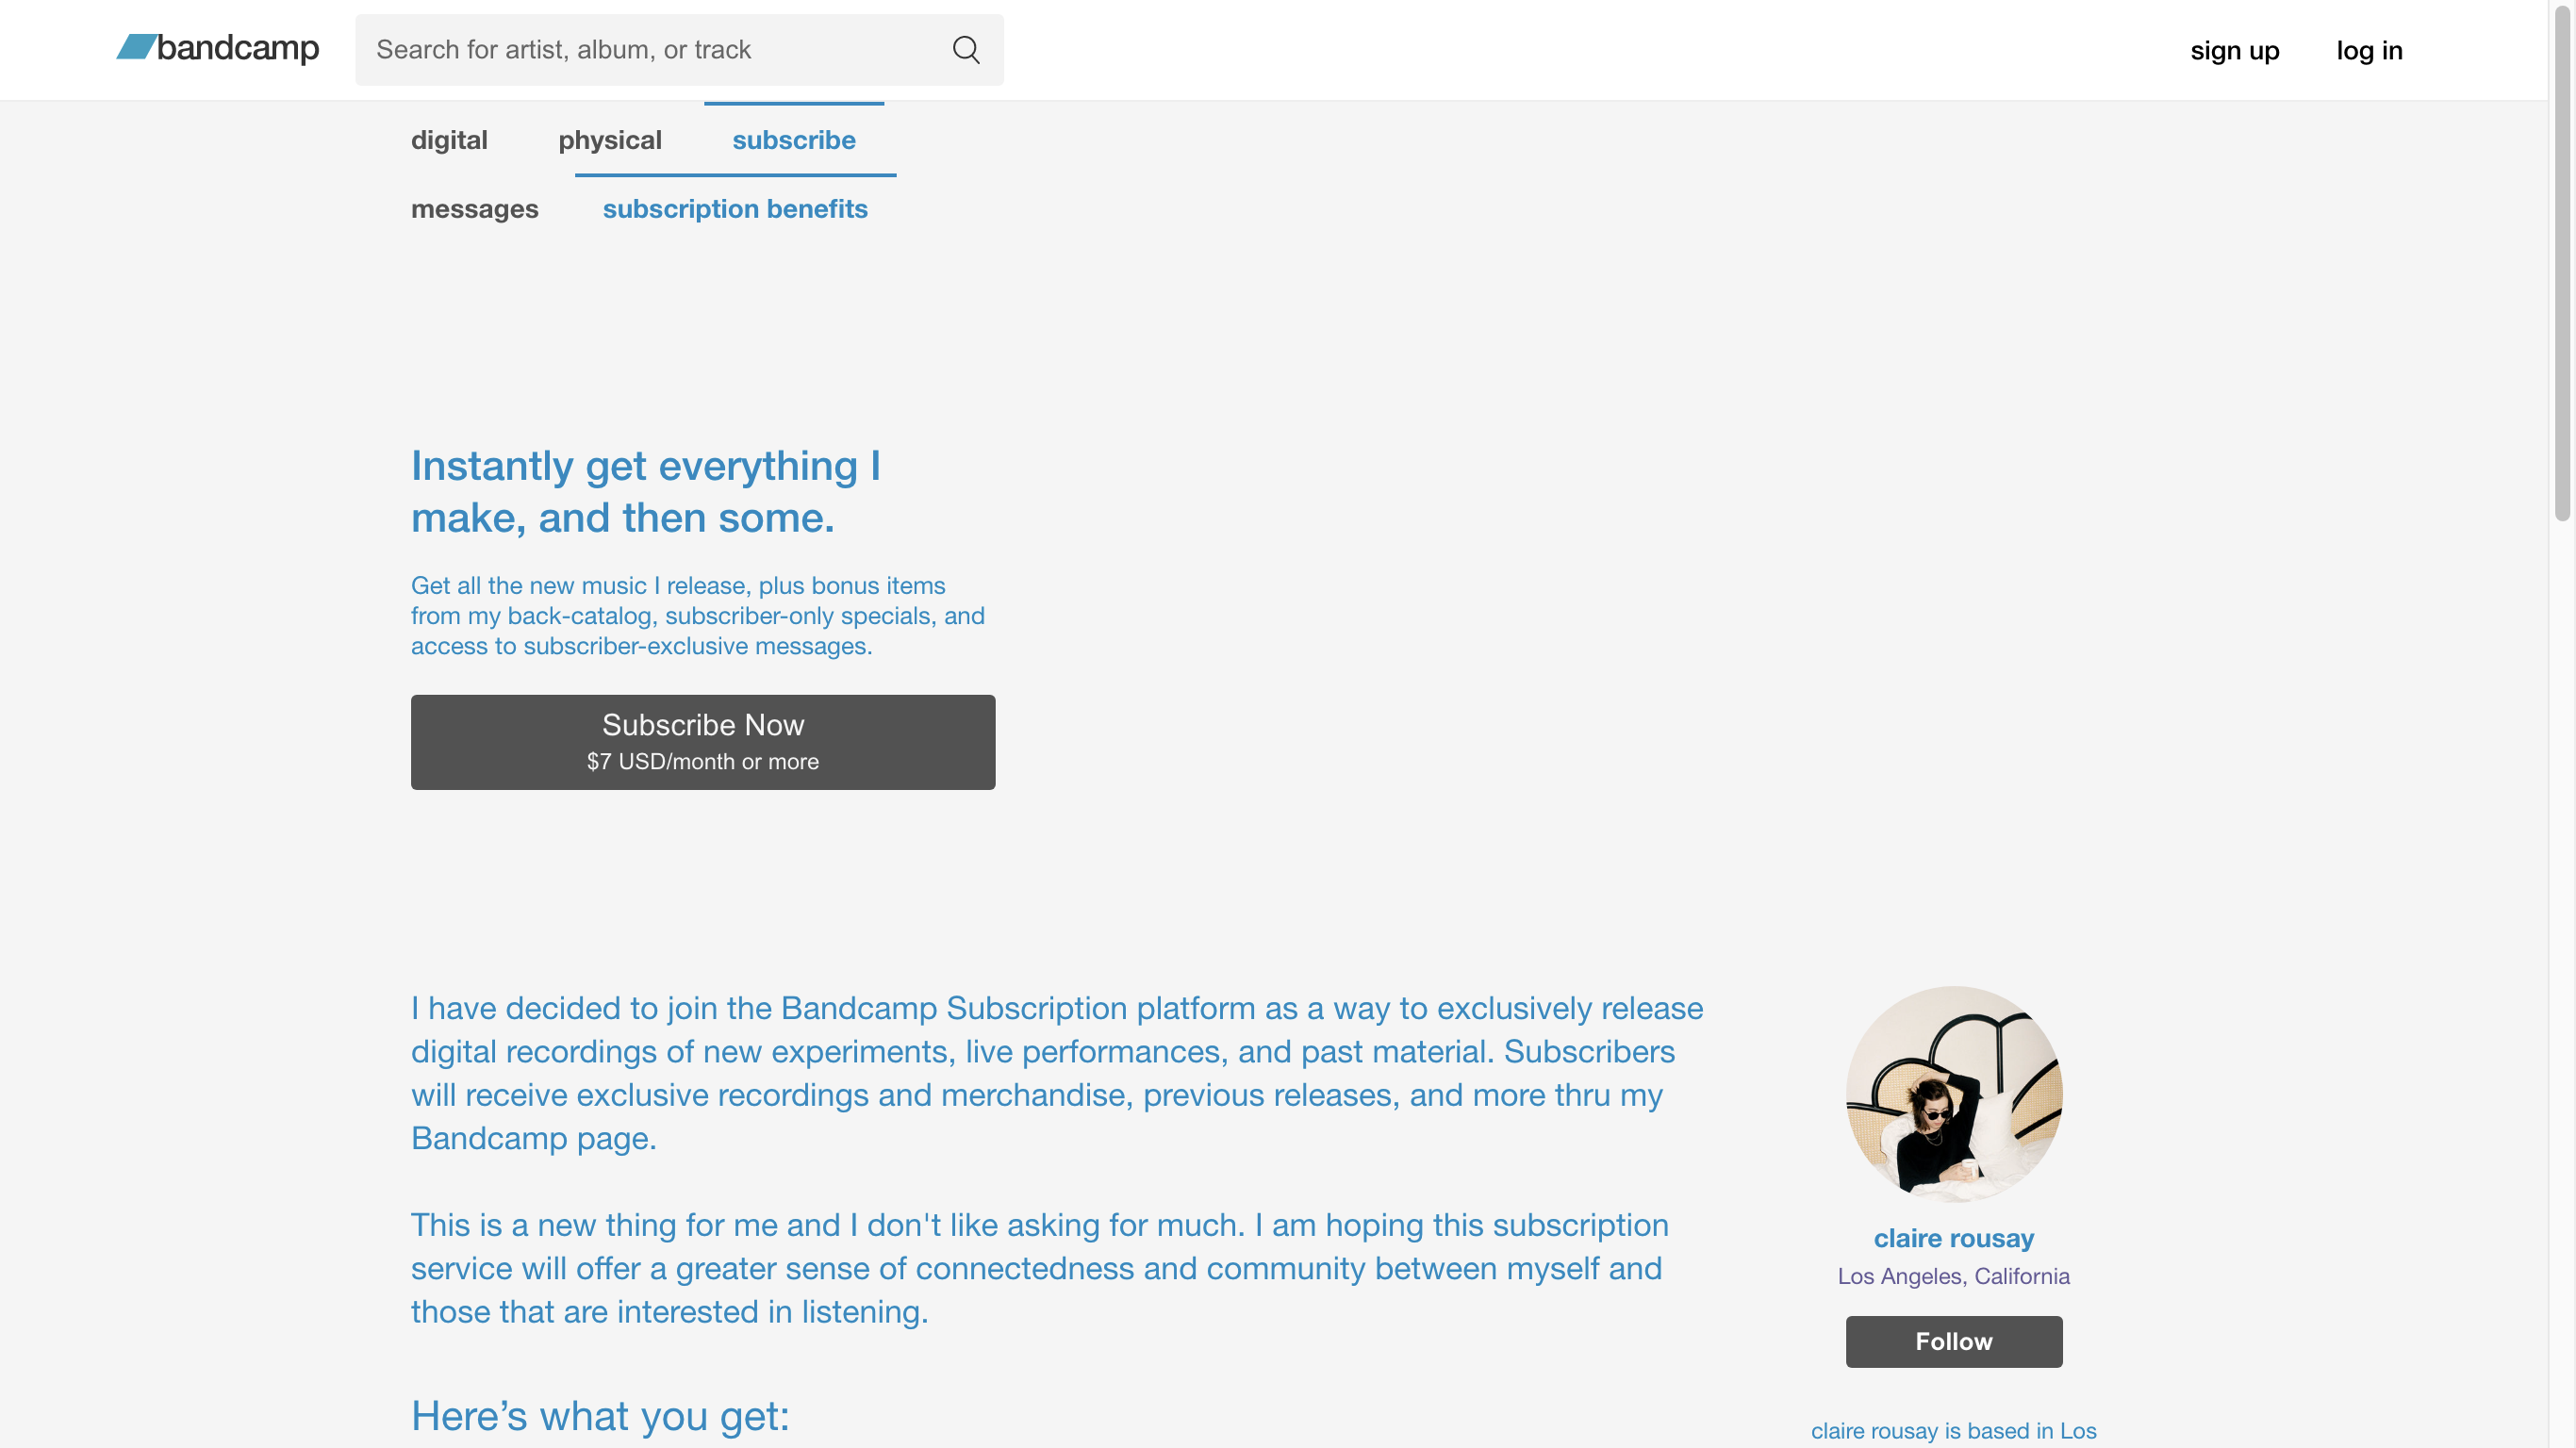 bandcamp
Search for artist, album, or track
sign up
log in
digital
physical
subscribe
messages
subscription benefits
Instantly get everything I
make, and then some.
Get all the new music I release, plus bonus items
from my back-catalog, subscriber-only specials, and
access to subscriber-exclusive messages.
Subscribe Now
$7 USD/month or more
I have decided to join the Bandcamp Subscription platform as a way to exclusively release
digital recordings of new experiments, live performances, and past material. Subscribers
will receive exclusive recordings and merchandise, previous releases, and more thru my
Bandcamp page.
This is a new thing for me and I don't like asking for much. I am hoping this subscription
service will offer a greater sense of connectedness and community between myself and
those that are interested in listening.
Here’s what you get:
claire rousay
Los Angeles, California
Follow
claire rousay is based in Los